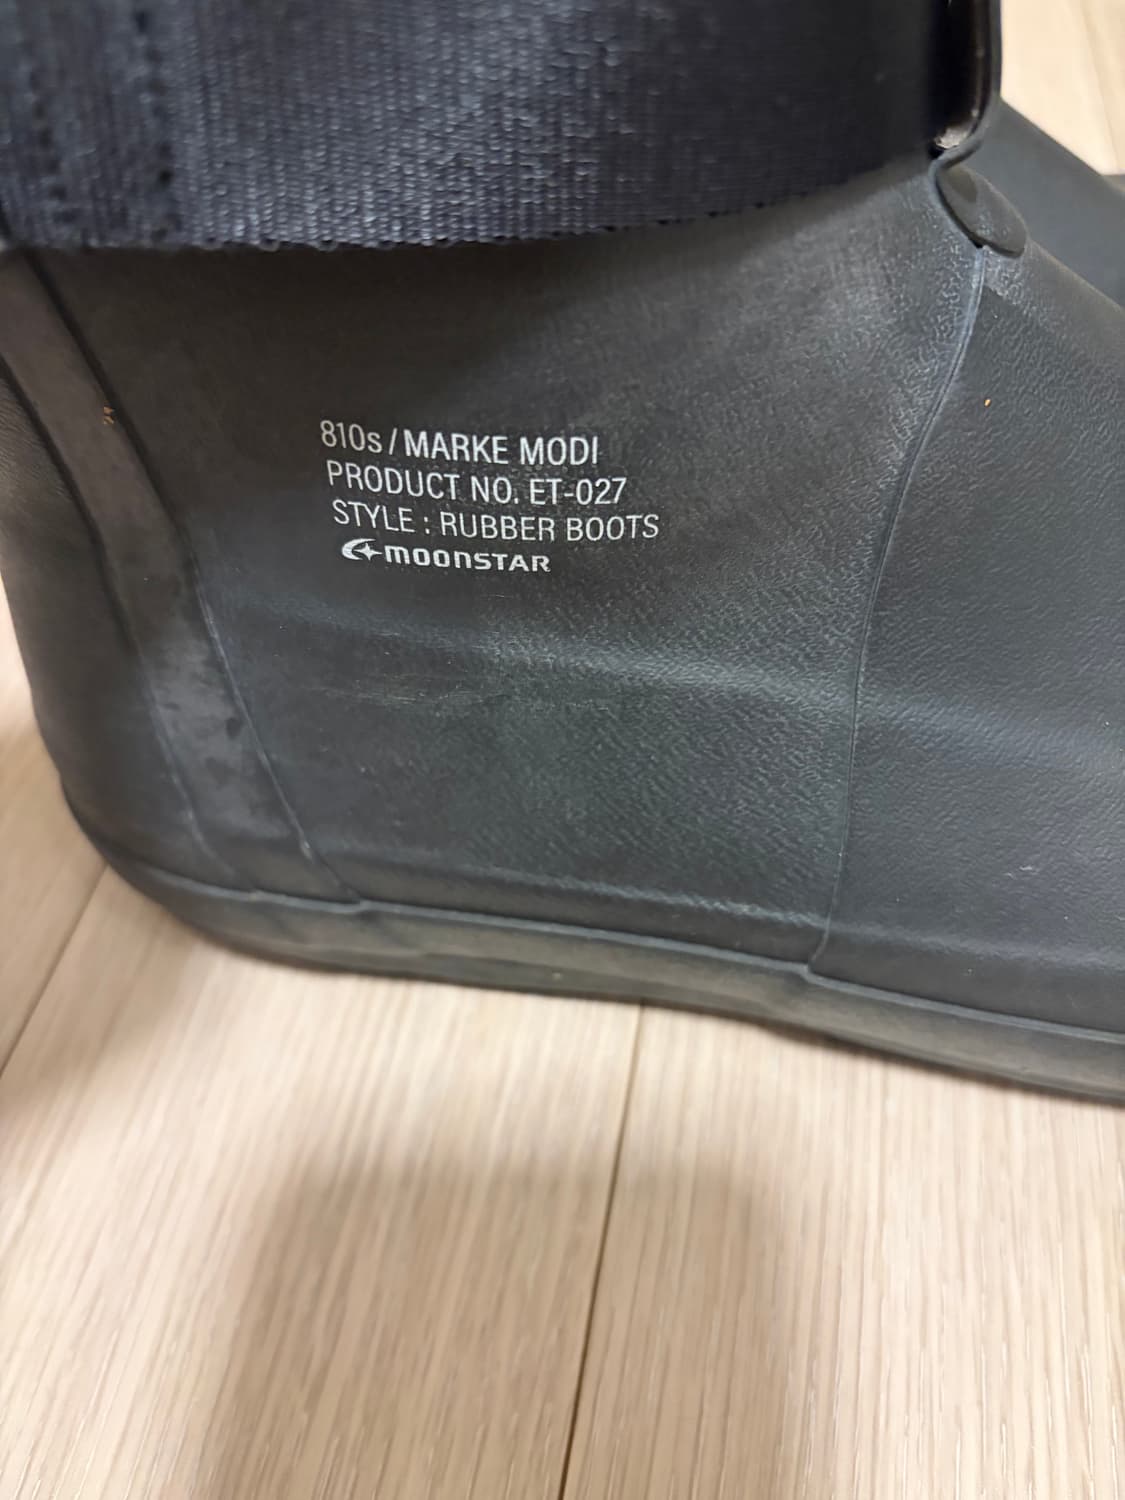 810s / MARKE MODI
PRODUCT NO. ET-027
STYLE : RUBBER BOOTS
MOONSTAR